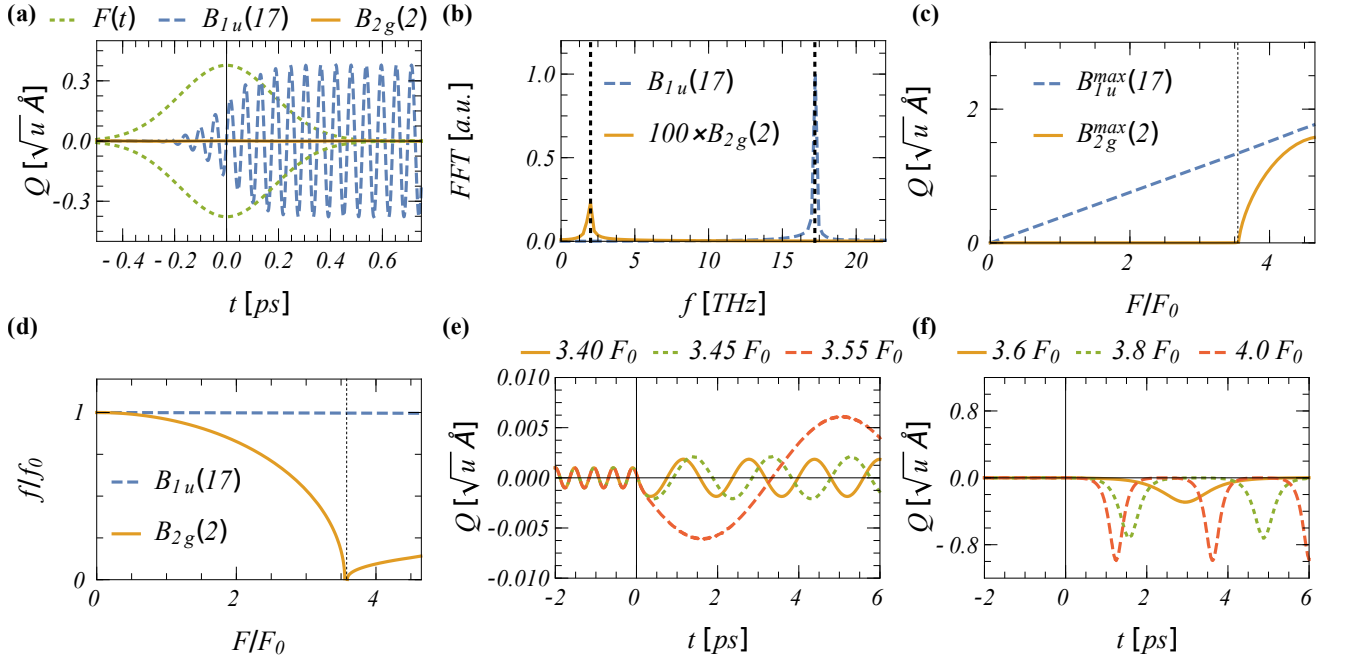 (a) F(t) B1u(17) B2g(2)
Q [√u Å]
0.3
0.0
-0.3
-0.4 -0.2 0.0 0.2 0.4 0.6
t [ps]
(b)
FFT [a.u.]
1.0
0.5
0.0
B1u(17)
100×B2g(2)
0 5 10 15 20
f [THz]
(c)
Q [√u Å]
2
0
B1u^max(17)
B2g^max(2)
0 2 4
F/F0
(d)
f/f0
1
0
B1u(17)
B2g(2)
0 2 4
F/F0
(e)
3.40 F0 3.45 F0 3.55 F0
Q [√u Å]
0.010
0.005
0.000
-0.005
-0.010
-2 0 2 4 6
t [ps]
(f)
3.6 F0 3.8 F0 4.0 F0
Q [√u Å]
0.8
0.4
0.0
-0.4
-0.8
-2 0 2 4 6
t [ps]